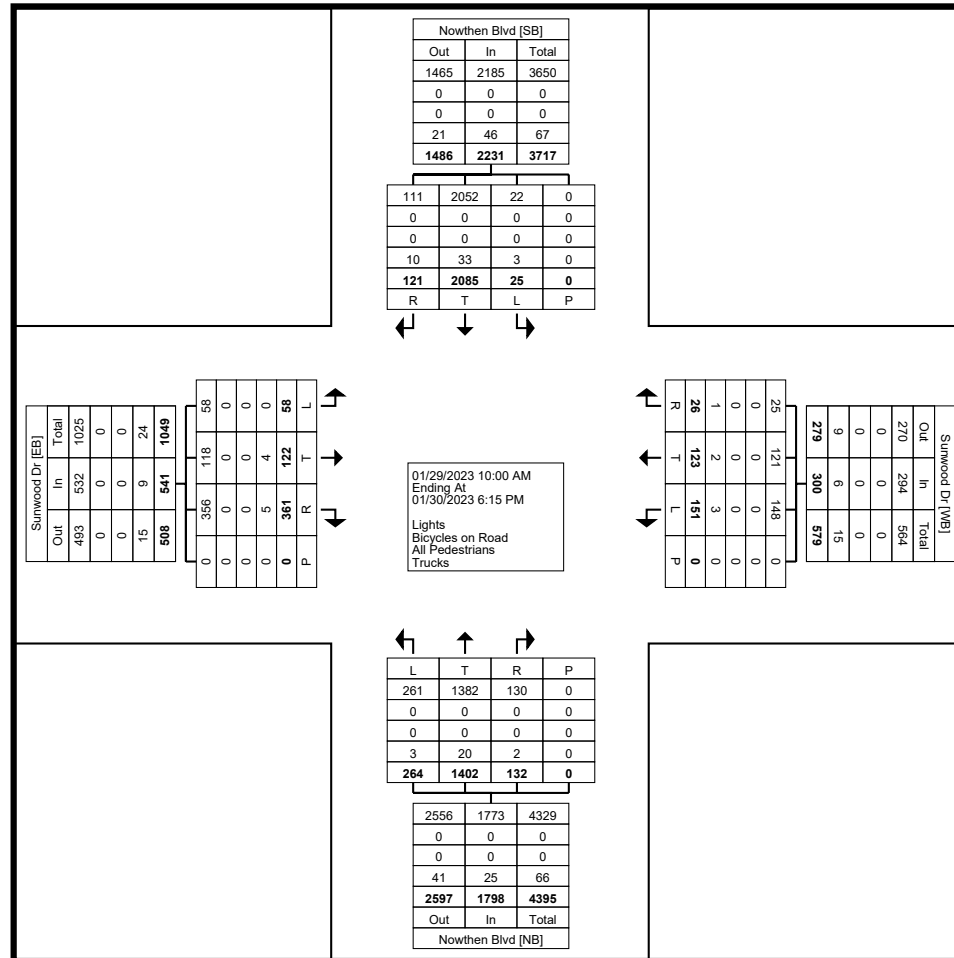 Nowthen Blvd [SB]
Out In Total
1465 2185 3650
0 0 0
0 0 0
21 46 67
1486 2231 3717
111 2052 22 0
0 0 0 0
0 0 0 0
10 33 3 0
121 2085 25 0
R T L P
Sunwood Dr [EB]
Total In Out
1025 532 493
0 0 0
0 0 0
24 9 15
1049 541 508
58 118 356 0
0 0 0 0
0 0 0 0
0 4 5 0
58 122 361 0
L T R P
01/29/2023 10:00 AM
Ending At
01/30/2023 6:15 PM
Lights
Bicycles on Road
All Pedestrians
Trucks
Sunwood Dr [WB]
Out In Total
270 294 564
0 0 0
0 0 0
9 6 15
279 300 579
25 121 148 0
0 0 0 0
0 0 0 0
1 2 3 0
26 123 151 0
R T L P
L T R P
261 1382 130 0
0 0 0 0
0 0 0 0
3 20 2 0
264 1402 132 0
2556 1773 4329
0 0 0
0 0 0
41 25 66
2597 1798 4395
Out In Total
Nowthen Blvd [NB]